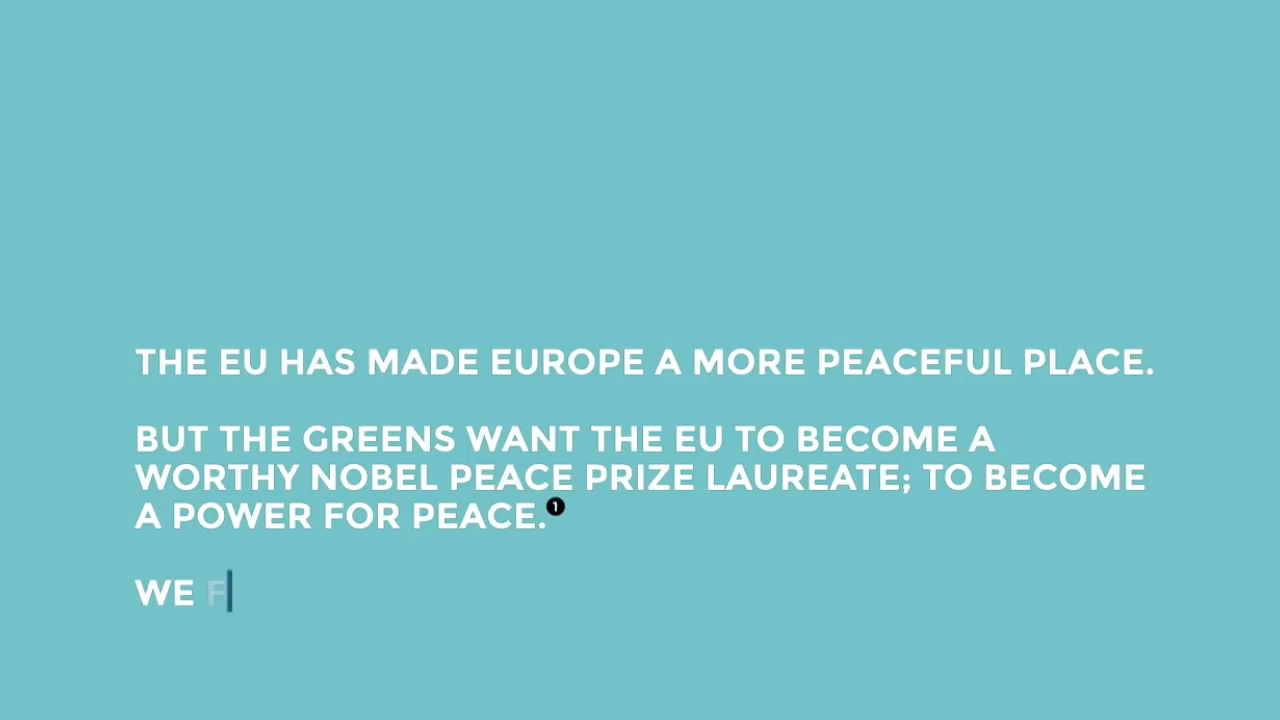 THE EU HAS MADE EUROPE A MORE PEACEFUL PLACE.
BUT THE GREENS WANT THE EU TO BECOME A
WORTHY NOBEL PEACE PRIZE LAUREATE; TO BECOME
A POWER FOR PEACE.❶
WE F